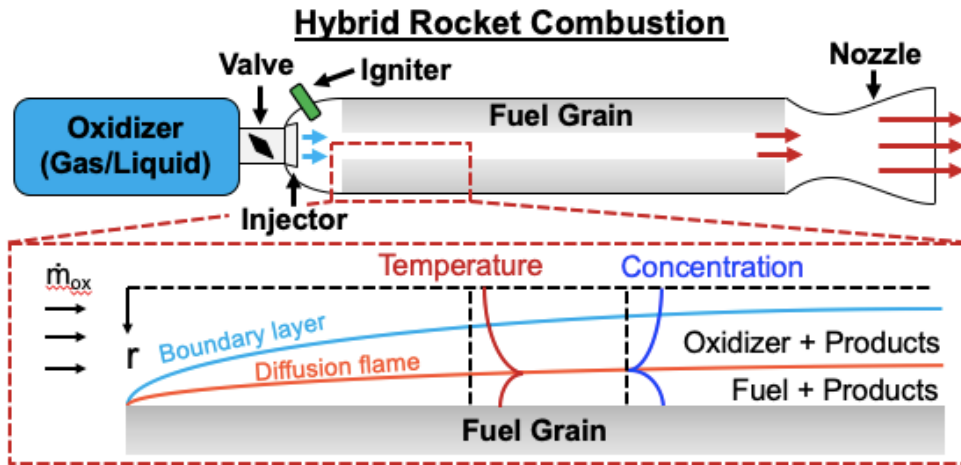 Hybrid Rocket Combustion
Valve
Igniter
Nozzle
Oxidizer
(Gas/Liquid)
Fuel Grain
Injector
ṁox
Temperature
Concentration
r
Boundary layer
Diffusion flame
Oxidizer + Products
Fuel + Products
Fuel Grain